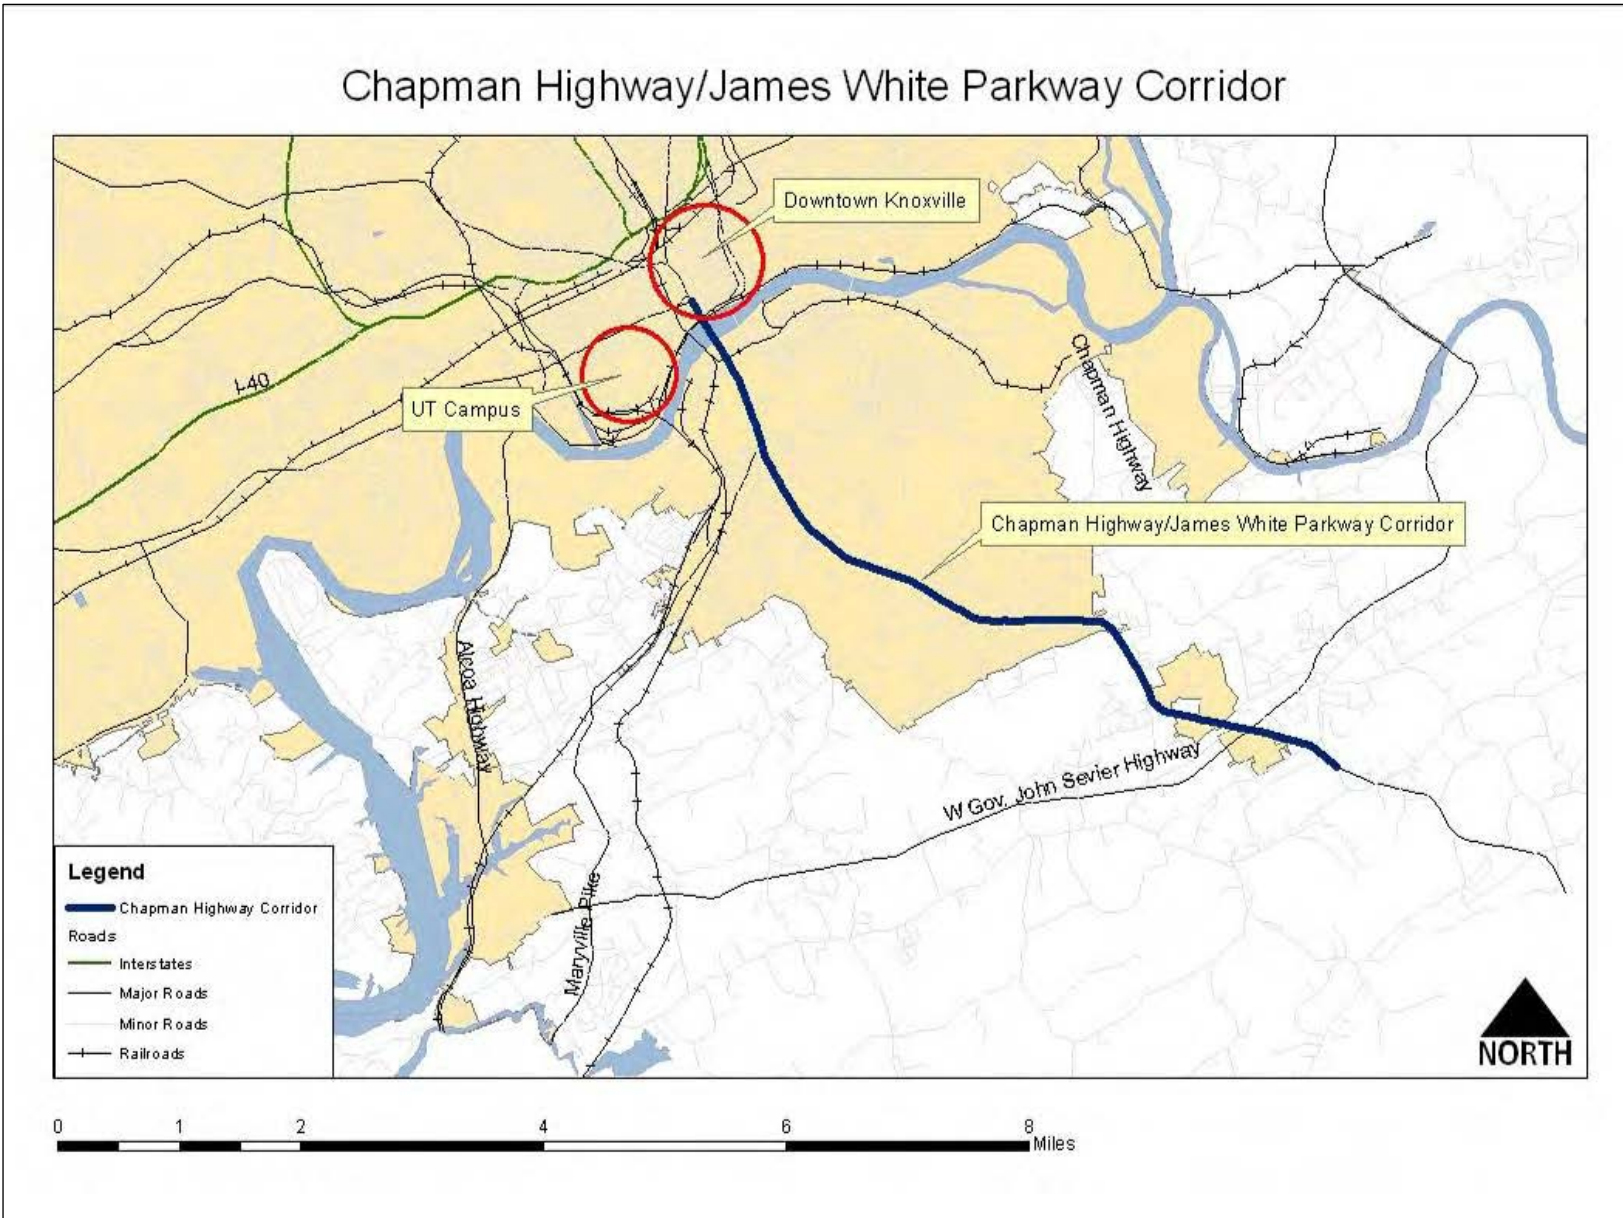 Chapman Highway/James White Parkway Corridor
Downtown Knoxville
I-40
UT Campus
Chapman Highway
Chapman Highway/James White Parkway Corridor
Alcoa Highway
W Gov. John Sevier Highway
Maryville Pike
Legend
Chapman Highway Corridor
Roads
Interstates
Major Roads
Minor Roads
Railroads
NORTH
0 1 2 4 6 8
Miles